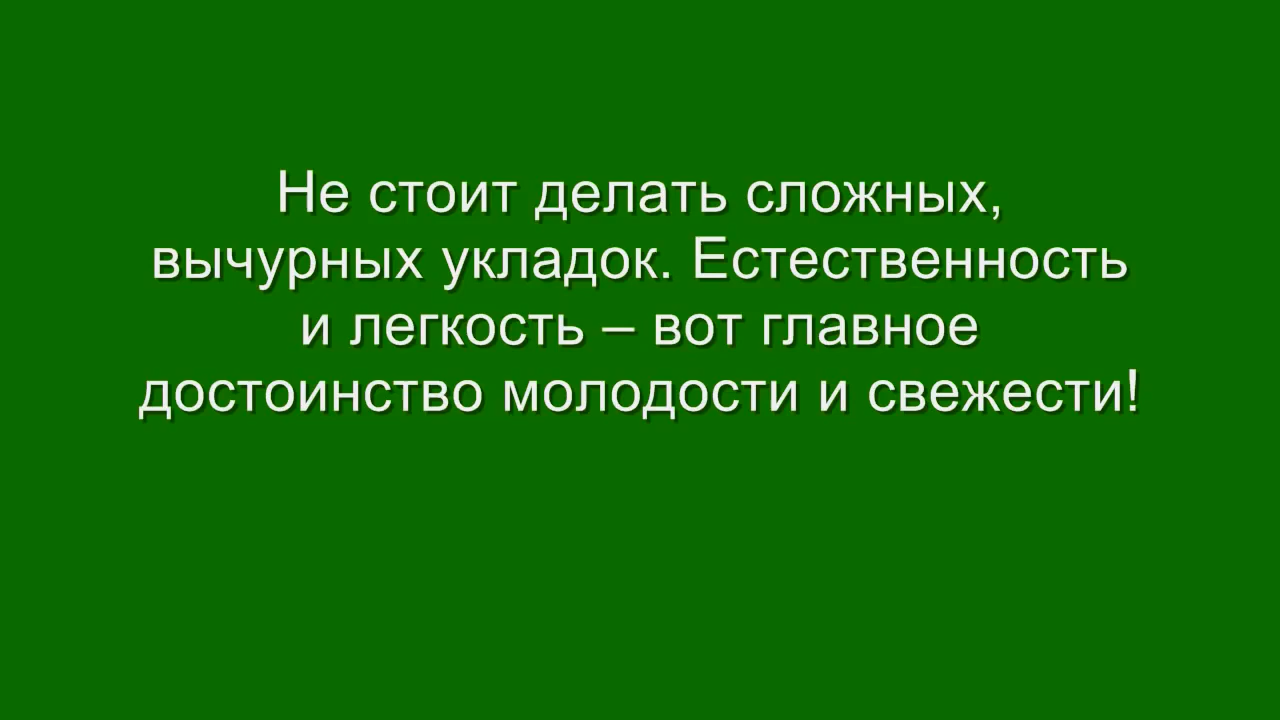 Не стоит делать сложных,
вычурных укладок. Естественность
и легкость – вот главное
достоинство молодости и свежести!